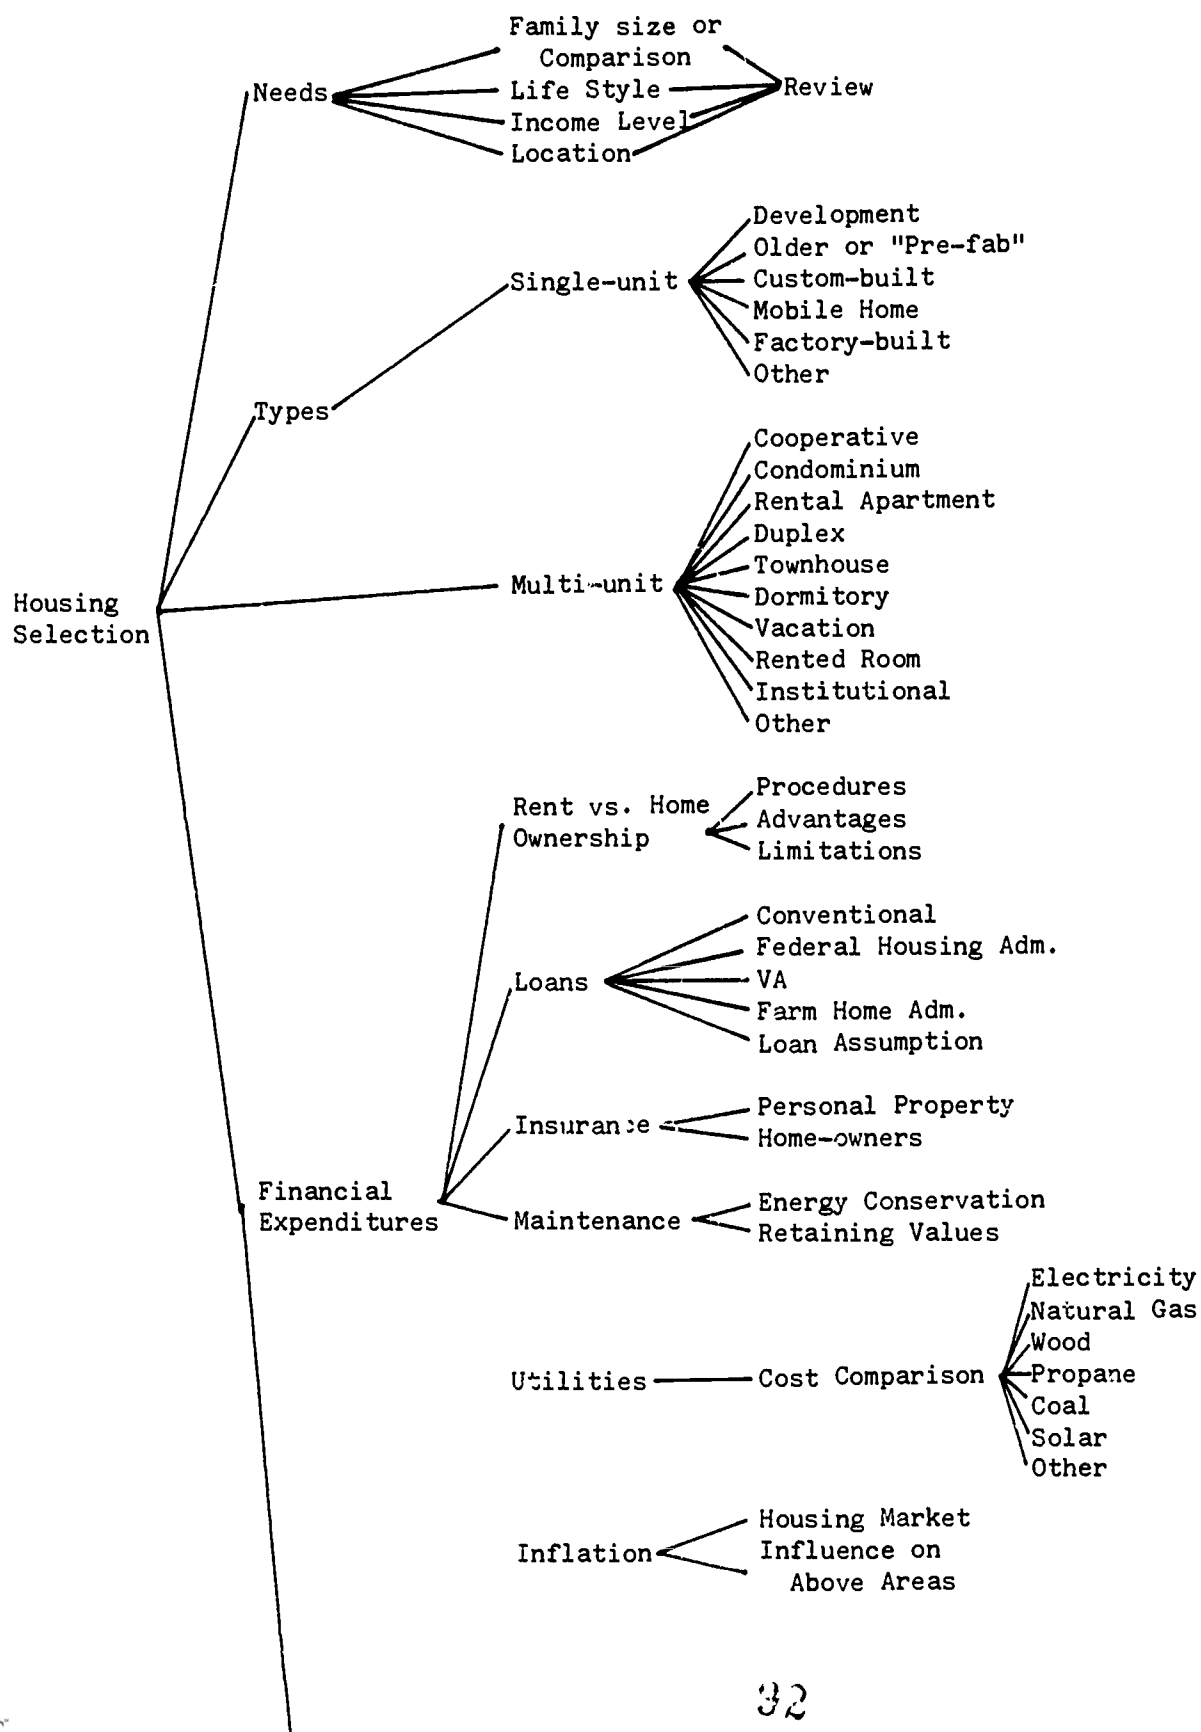 Family size or
Comparison
Needs
Life Style
Review
Income Level
Location
Development
Older or "Pre-fab"
Single-unit
Custom-built
Mobile Home
Factory-built
Other
Types
Cooperative
Condominium
Rental Apartment
Duplex
Townhouse
Multi-unit
Dormitory
Vacation
Rented Room
Institutional
Other
Housing
Selection
Rent vs. Home
Ownership
Procedures
Advantages
Limitations
Conventional
Federal Housing Adm.
Loans
VA
Farm Home Adm.
Loan Assumption
Insurance
Personal Property
Home-owners
Financial
Expenditures
Maintenance
Energy Conservation
Retaining Values
Electricity
Natural Gas
Wood
Utilities
Cost Comparison
Propane
Coal
Solar
Other
Inflation
Housing Market
Influence on
Above Areas
32